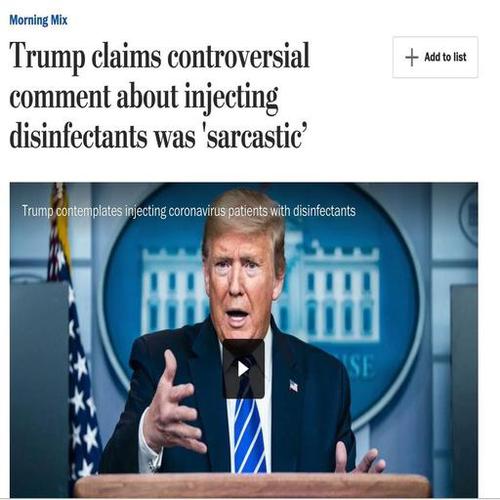 Morning Mix
Trump claims controversial
comment about injecting
disinfectants was 'sarcastic’
Add to list
Trump contemplates injecting coronavirus patients with disinfectants